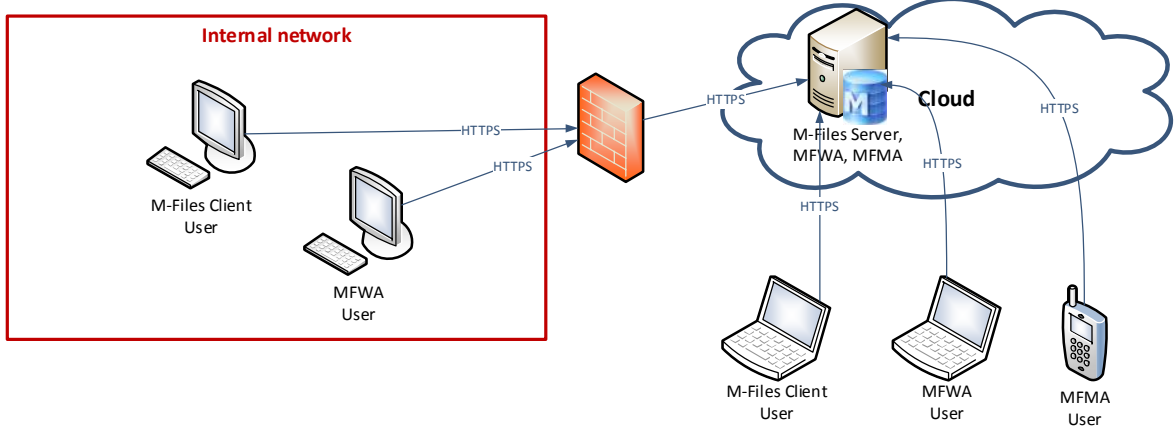 Internal network
HTTPS
HTTPS
M-Files Client
User
MFWA
User
HTTPS
M
Cloud
M-Files Server,
MFWA, MFMA
HTTPS
HTTPS
HTTPS
M-Files Client
User
MFWA
User
MFMA
User